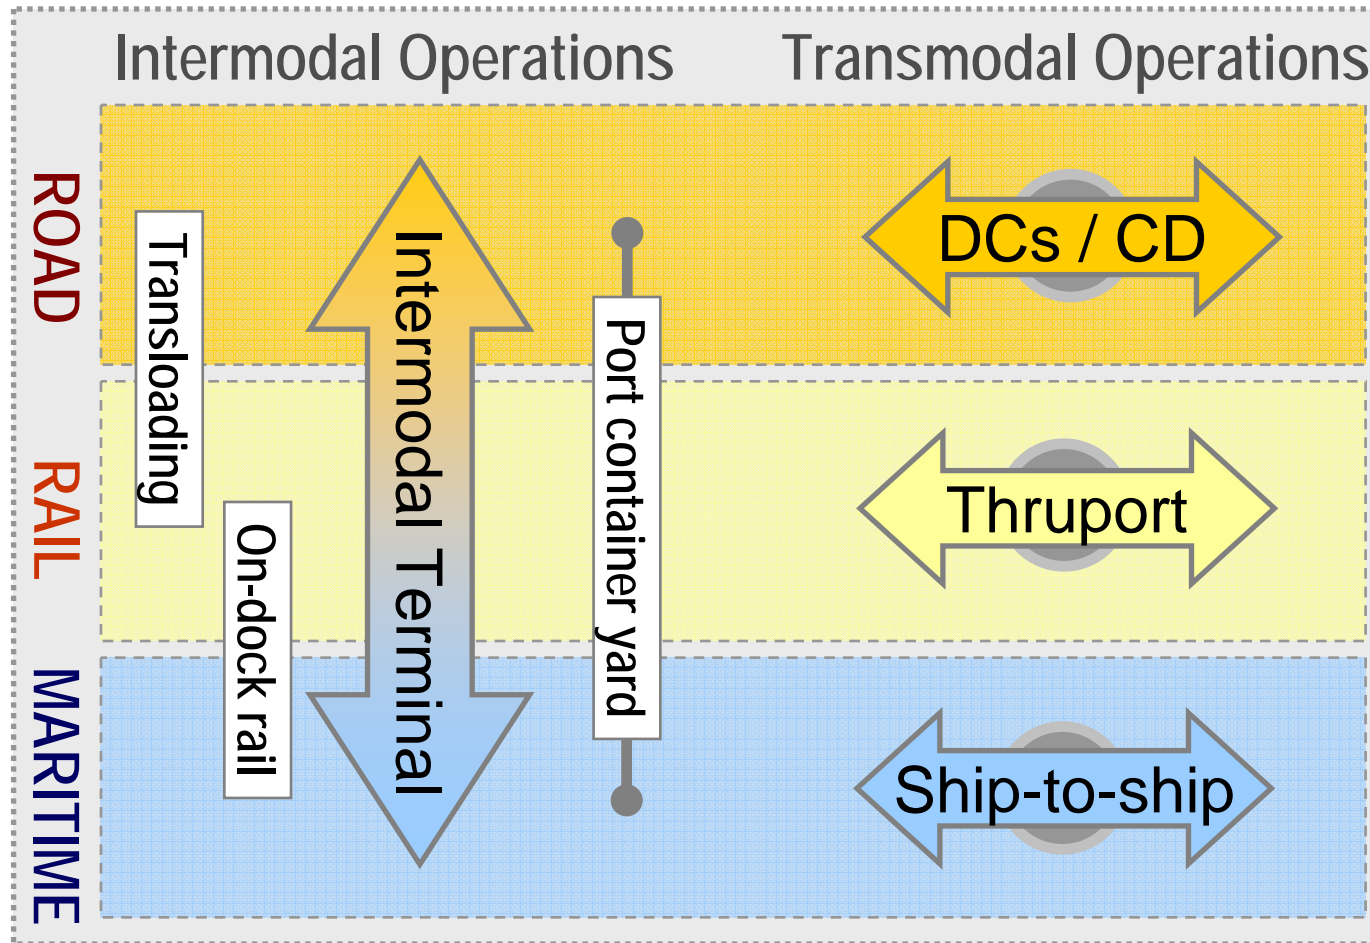 Intermodal Operations
Transmodal Operations
ROAD
RAIL
MARITIME
Transloading
On-dock rail
Intermodal Terminal
Port container yard
DCs / CD
Thruport
Ship-to-ship